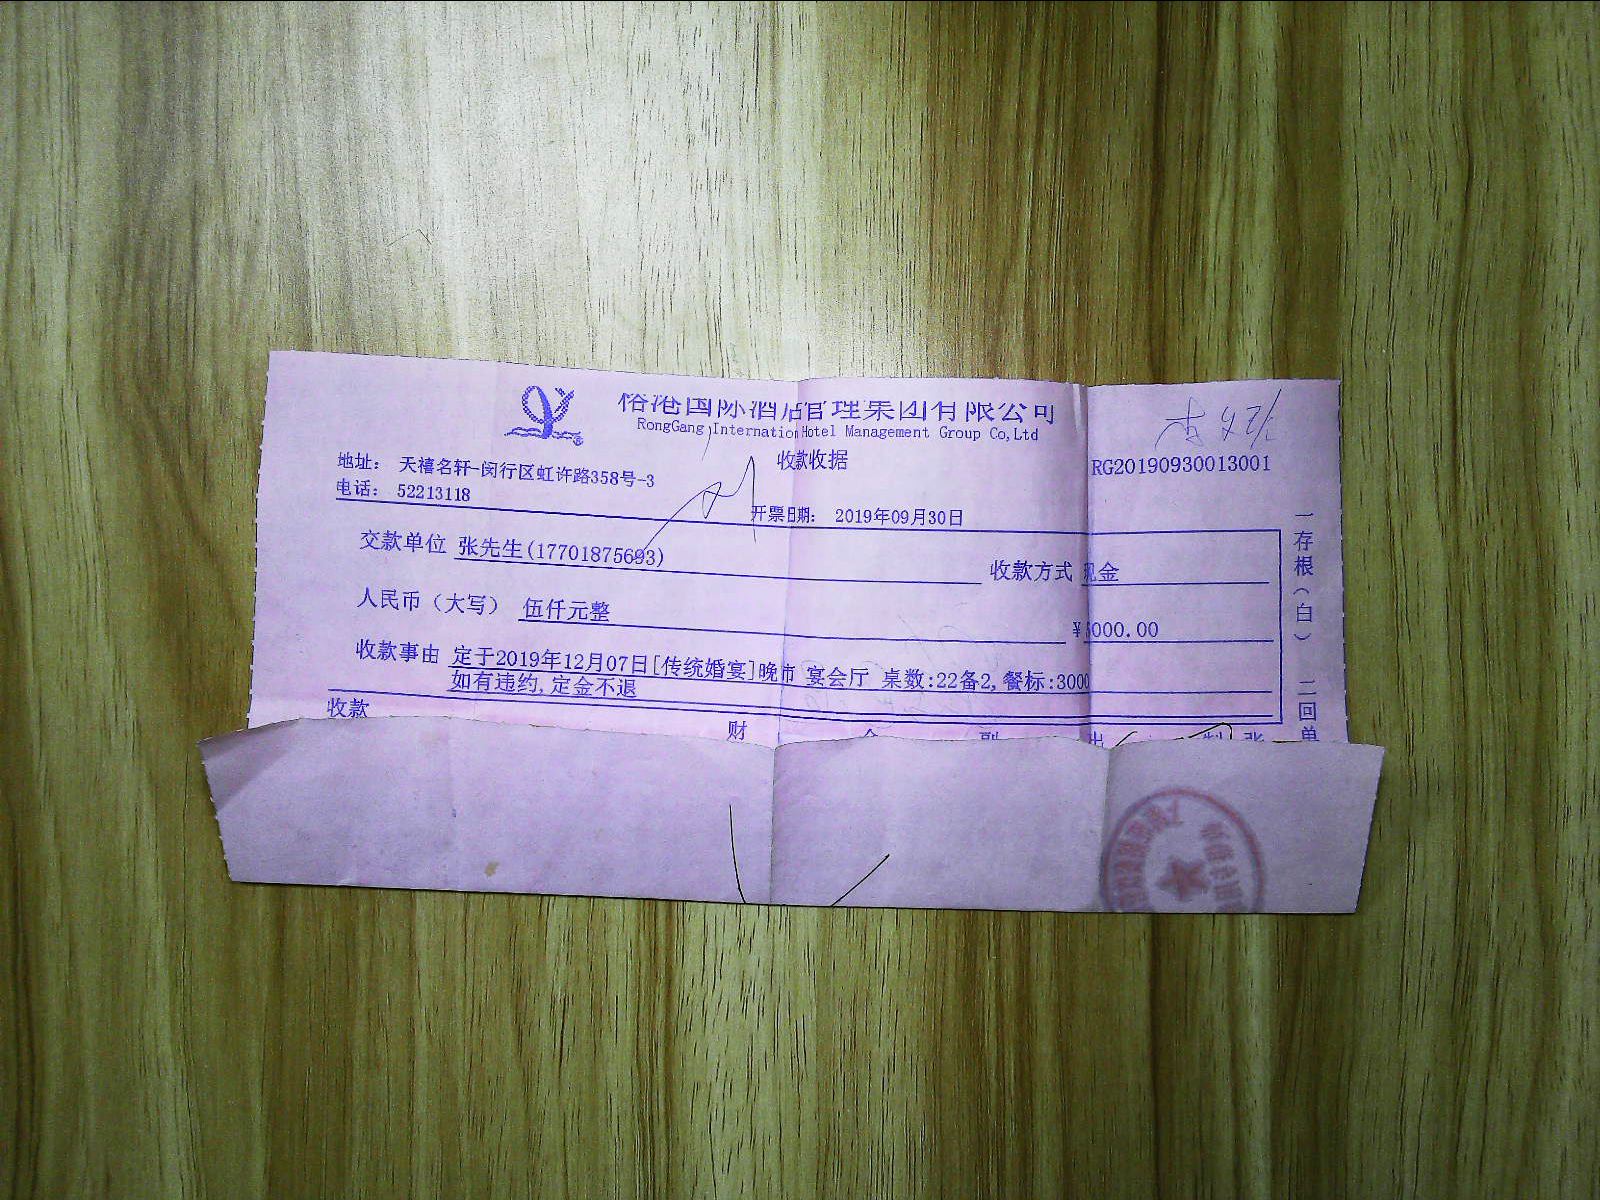 榕港国际酒店管理集团有限公司
RongGang Internation Hotel Management Group Co,Ltd
收款收据
RG20190930013001
地址： 天禧名轩-闵行区虹许路358号-3
电话： 52213118
开票日期： 2019年09月30日
交款单位 张先生(17701875693)
收款方式 现金
人民币（大写） 伍仟元整
¥5000.00
收款事由 定于2019年12月07日[传统婚宴]晚市 宴会厅 桌数:22备2,餐标:3000
如有违约,定金不退
收款
财
出
制 张
一存根（白） 二回单